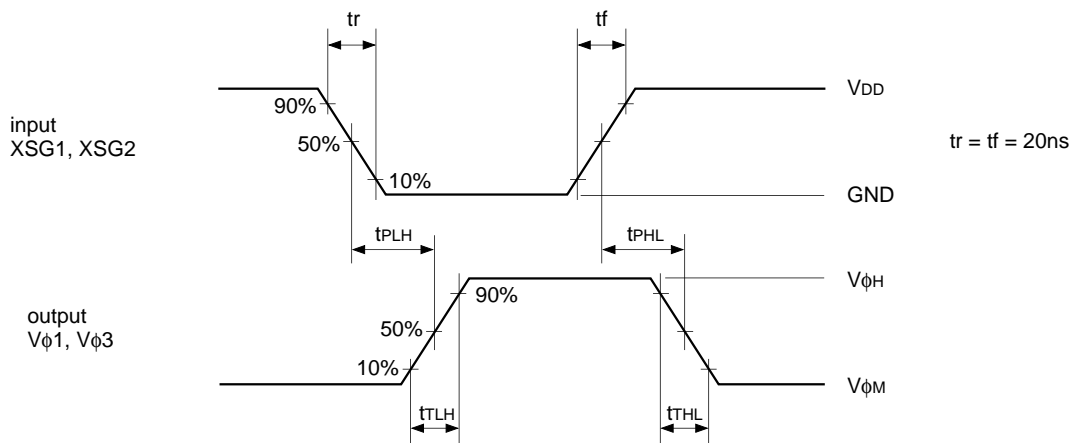 tr
tf
VDD
90%
input
XSG1, XSG2
50%
tr = tf = 20ns
10%
GND
tPLH
tPHL
VϕH
90%
output
Vϕ1, Vϕ3
50%
10%
VϕM
tTLH
tTHL